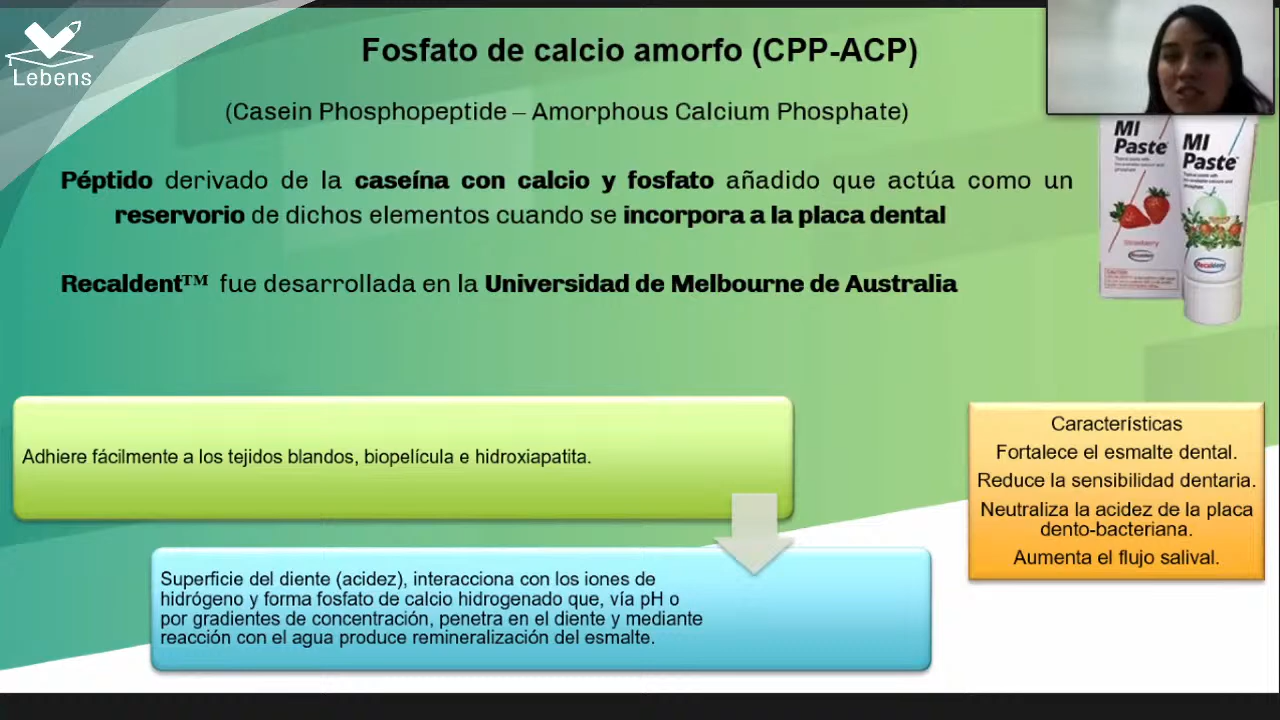 Lebens
Fosfato de calcio amorfo (CPP-ACP)
(Casein Phosphopeptide – Amorphous Calcium Phosphate)
Péptido derivado de la caseína con calcio y fosfato añadido que actúa como un
reservorio de dichos elementos cuando se incorpora a la placa dental
Recaldent™ fue desarrollada en la Universidad de Melbourne de Australia
MI
Paste
Strawberry
Recaldent
MI
Paste
Recaldent
Adhiere fácilmente a los tejidos blandos, biopelícula e hidroxiapatita.
Superficie del diente (acidez), interacciona con los iones de
hidrógeno y forma fosfato de calcio hidrogenado que, vía pH o
por gradientes de concentración, penetra en el diente y mediante
reacción con el agua produce remineralización del esmalte.
Características
Fortalece el esmalte dental.
Reduce la sensibilidad dentaria.
Neutraliza la acidez de la placa
dento-bacteriana.
Aumenta el flujo salival.